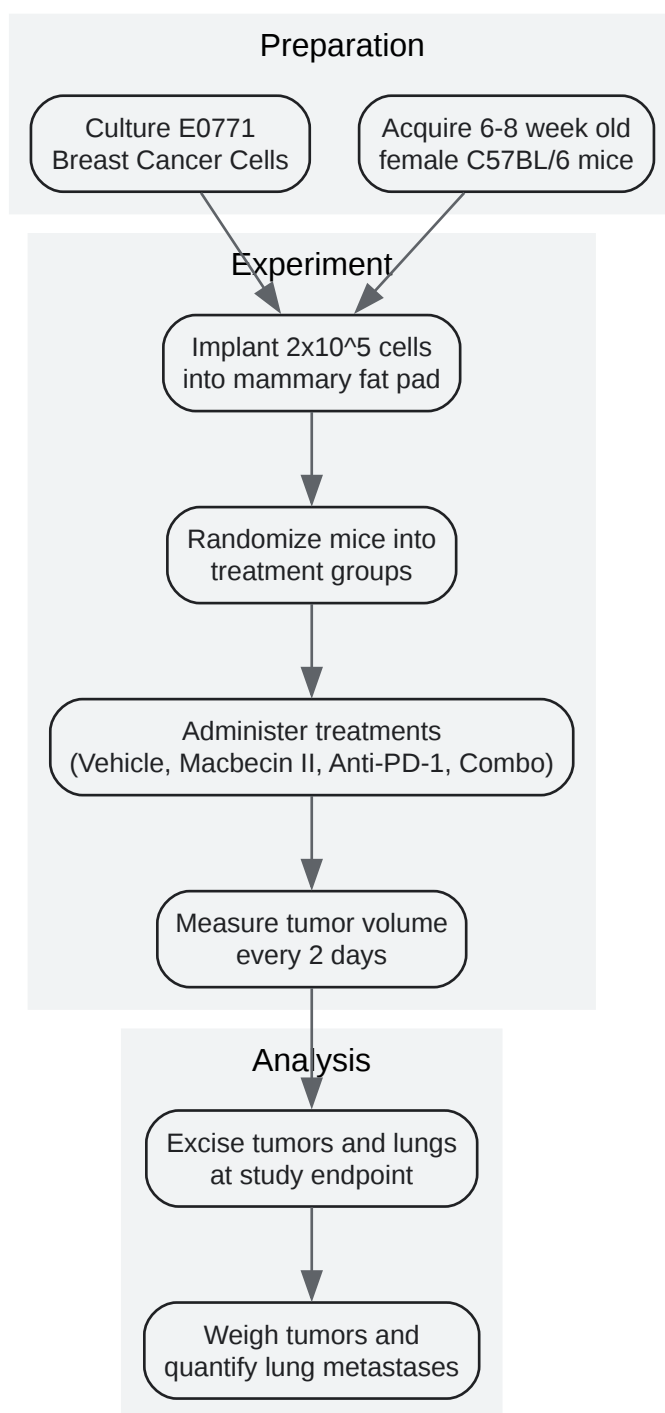 Preparation
Culture E0771
Breast Cancer Cells
Acquire 6-8 week old
female C57BL/6 mice
Experiment
Implant 2x10^5 cells
into mammary fat pad
Randomize mice into
treatment groups
Administer treatments
(Vehicle, Macbecin II, Anti-PD-1, Combo)
Measure tumor volume
every 2 days
Analysis
Excise tumors and lungs
at study endpoint
Weigh tumors and
quantify lung metastases